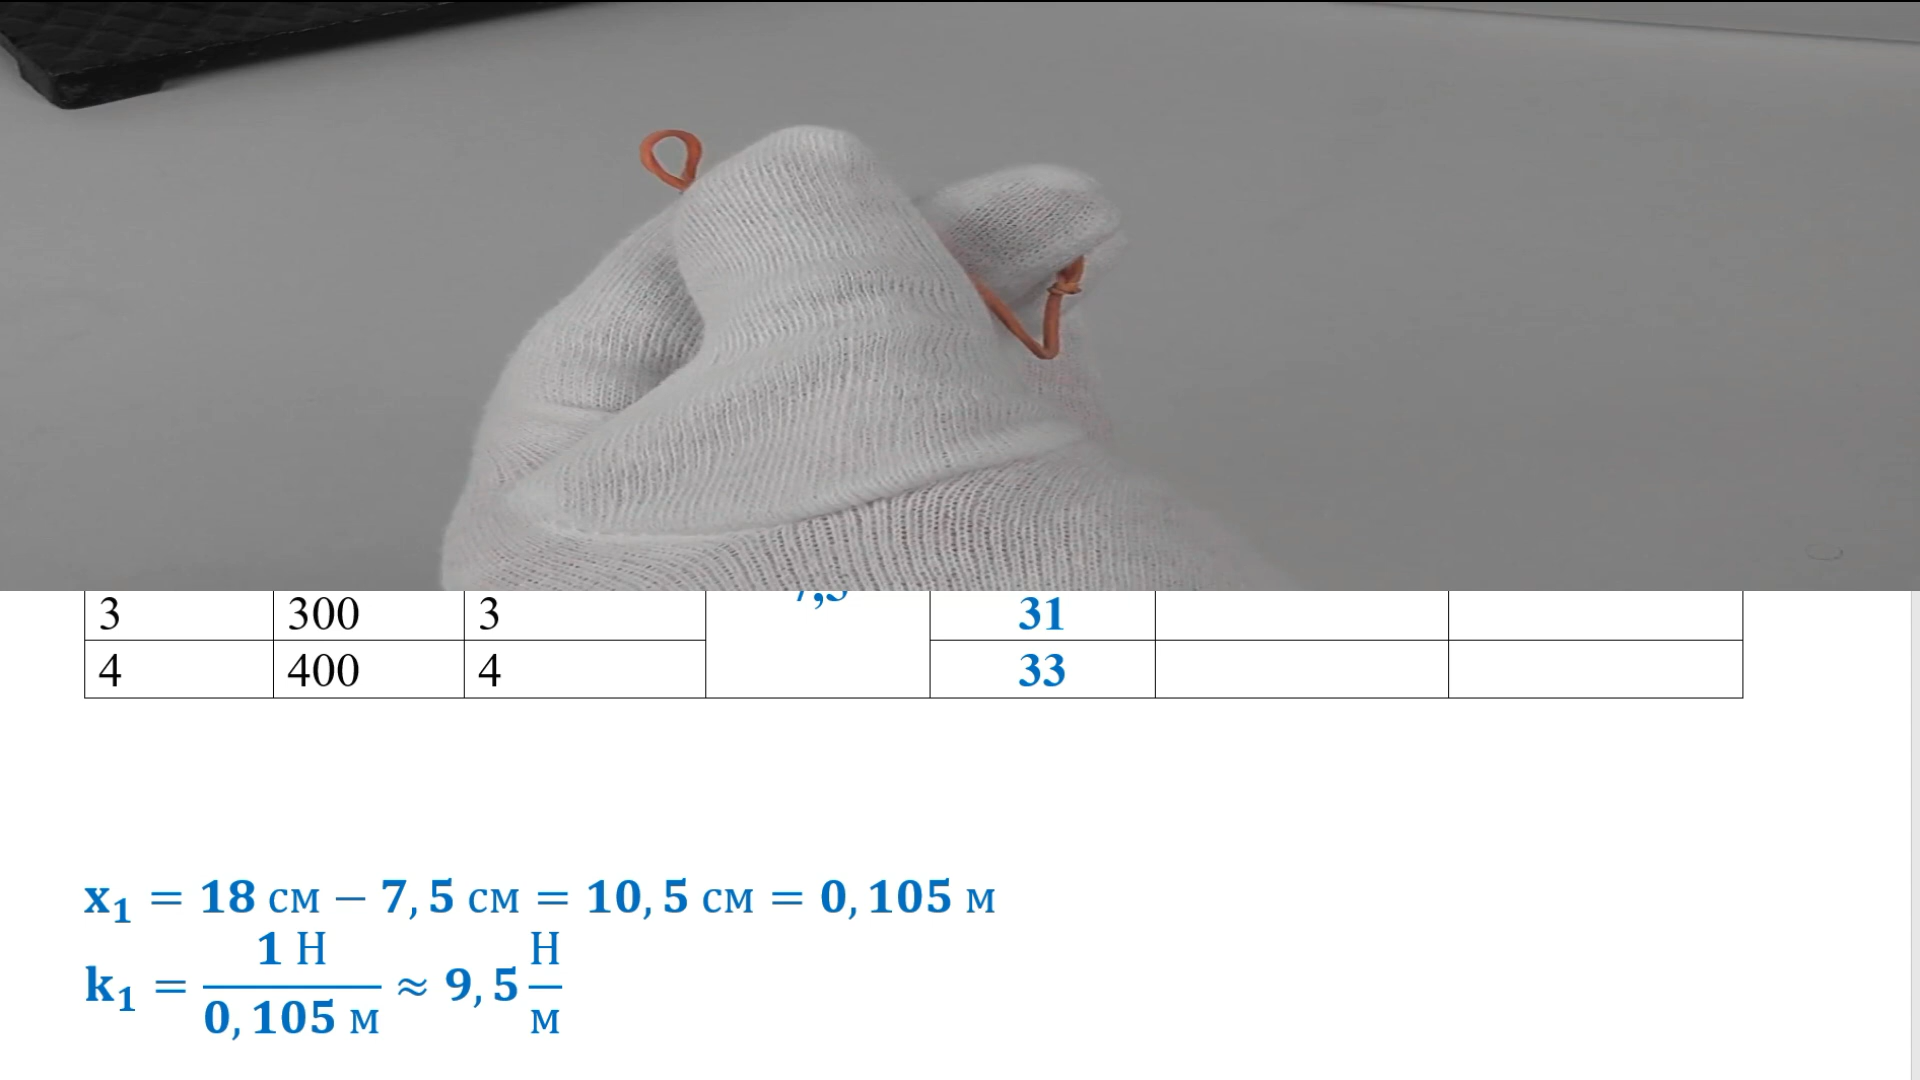 3 300 3 31
4 400 4 33
x₁ = 18 см − 7,5 см = 10,5 см = 0,105 м
k₁ = 1 Н / 0,105 м ≈ 9,5 Н / м